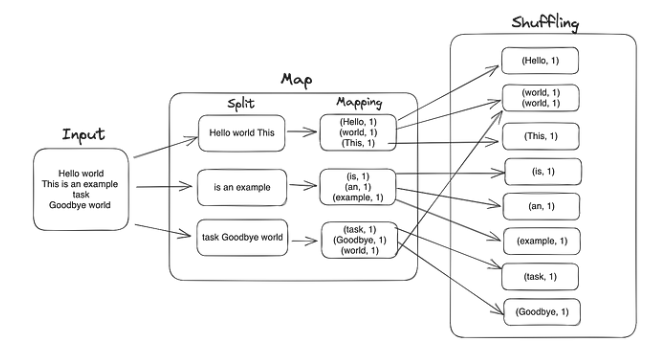 Input
Hello world
This is an example
task
Goodbye world
Map
Split
Hello world This
is an example
task Goodbye world
Mapping
(Hello, 1)
(world, 1)
(This, 1)
(is, 1)
(an, 1)
(example, 1)
(task, 1)
(Goodbye, 1)
(world, 1)
Shuffling
(Hello, 1)
(world, 1)
(world, 1)
(This, 1)
(is, 1)
(an, 1)
(example, 1)
(task, 1)
(Goodbye, 1)